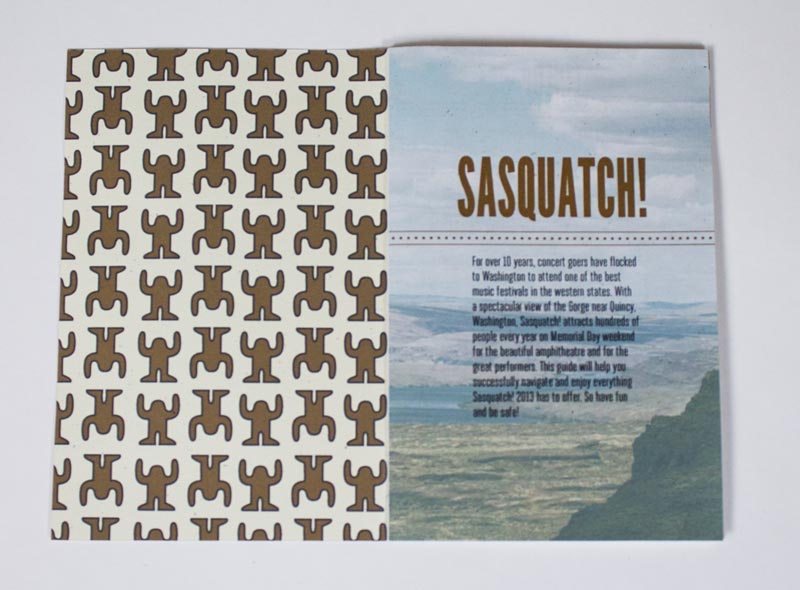 SASQUATCH!
For over 10 years, concert goers have flocked
to Washington to attend one of the best
music festivals in the western states. With
a spectacular view of the Gorge near Quincy,
Washington, Sasquatch! attracts hundreds of
people every year on Memorial Day weekend
for the beautiful amphitheatre and for the
great performers. This guide will help you
successfully navigate and enjoy everything
Sasquatch! 2013 has to offer. So have fun
and be safe!